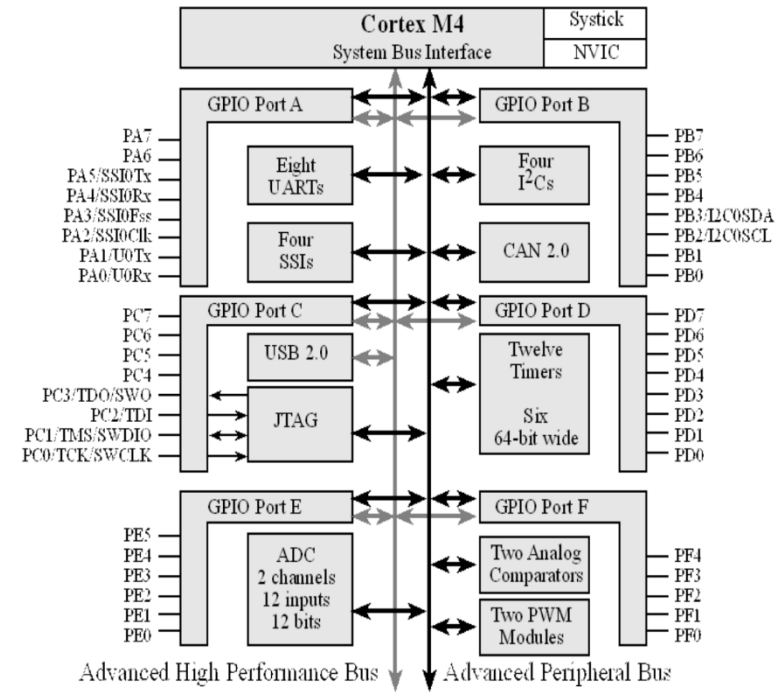 Cortex M4
System Bus Interface
Systick
NVIC
GPIO Port A
PA7
PA6
PA5/SSI0Tx
PA4/SSI0Rx
PA3/SSI0Fss
PA2/SSI0Clk
PA1/U0Tx
PA0/U0Rx
Eight
UARTs
Four
SSIs
GPIO Port B
Four
I2Cs
CAN 2.0
PB7
PB6
PB5
PB4
PB3/I2C0SDA
PB2/I2C0SCL
PB1
PB0
GPIO Port C
PC7
PC6
PC5
PC4
PC3/TDO/SWO
PC2/TDI
PC1/TMS/SWDIO
PC0/TCK/SWCLK
USB 2.0
JTAG
GPIO Port D
Twelve
Timers
Six
64-bit wide
PD7
PD6
PD5
PD4
PD3
PD2
PD1
PD0
GPIO Port E
PE5
PE4
PE3
PE2
PE1
PE0
ADC
2 channels
12 inputs
12 bits
GPIO Port F
Two Analog
Comparators
Two PWM
Modules
PF4
PF3
PF2
PF1
PF0
Advanced High Performance Bus
Advanced Peripheral Bus